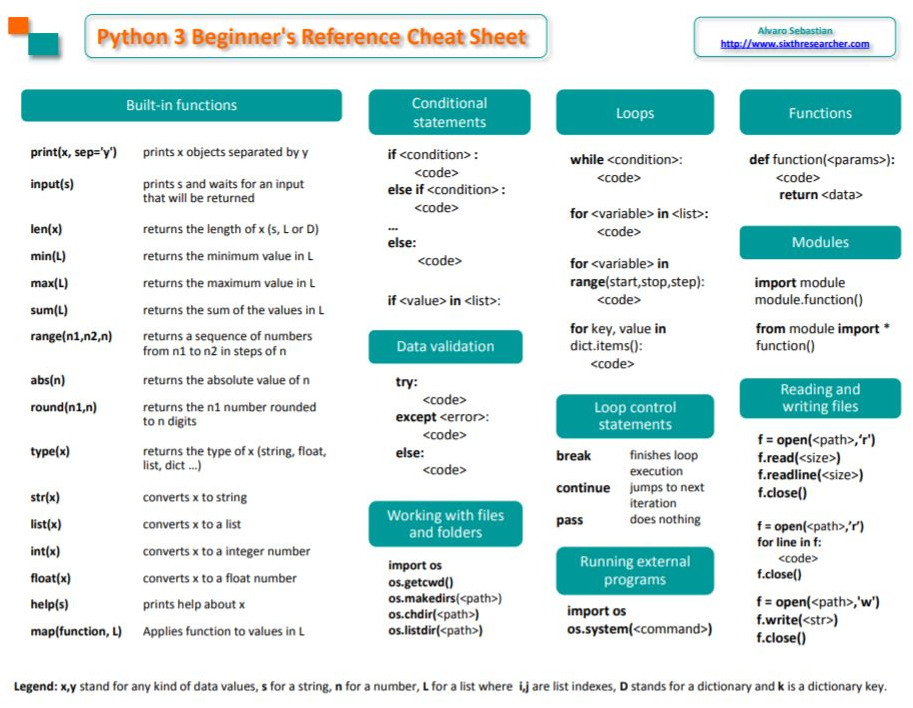 Python 3 Beginner's Reference Cheat Sheet
Alvaro Sebastian
http://www.sixthresearcher.com
Built-in functions
print(x, sep='y') prints x objects separated by y
input(s) prints s and waits for an input
that will be returned
len(x) returns the length of x (s, L or D)
min(L) returns the minimum value in L
max(L) returns the maximum value in L
sum(L) returns the sum of the values in L
range(n1,n2,n) returns a sequence of numbers
from n1 to n2 in steps of n
abs(n) returns the absolute value of n
round(n1,n) returns the n1 number rounded
to n digits
type(x) returns the type of x (string, float,
list, dict …)
str(x) converts x to string
list(x) converts x to a list
int(x) converts x to a integer number
float(x) converts x to a float number
help(s) prints help about x
map(function, L) Applies function to values in L
Conditional
statements
if <condition> :
<code>
else if <condition> :
<code>
…
else:
<code>
if <value> in <list>:
Data validation
try:
<code>
except <error>:
<code>
else:
<code>
Working with files
and folders
import os
os.getcwd()
os.makedirs(<path>)
os.chdir(<path>)
os.listdir(<path>)
Loops
while <condition>:
<code>
for <variable> in <list>:
<code>
for <variable> in
range(start,stop,step):
<code>
for key, value in
dict.items():
<code>
Loop control
statements
break finishes loop
execution
continue jumps to next
iteration
pass does nothing
Running external
programs
import os
os.system(<command>)
Functions
def function(<params>):
<code>
return <data>
Modules
import module
module.function()
from module import *
function()
Reading and
writing files
f = open(<path>,‘r')
f.read(<size>)
f.readline(<size>)
f.close()
f = open(<path>,’r’)
for line in f:
<code>
f.close()
f = open(<path>,'w')
f.write(<str>)
f.close()
Legend: x,y stand for any kind of data values, s for a string, n for a number, L for a list where i,j are list indexes, D stands for a dictionary and k is a dictionary key.